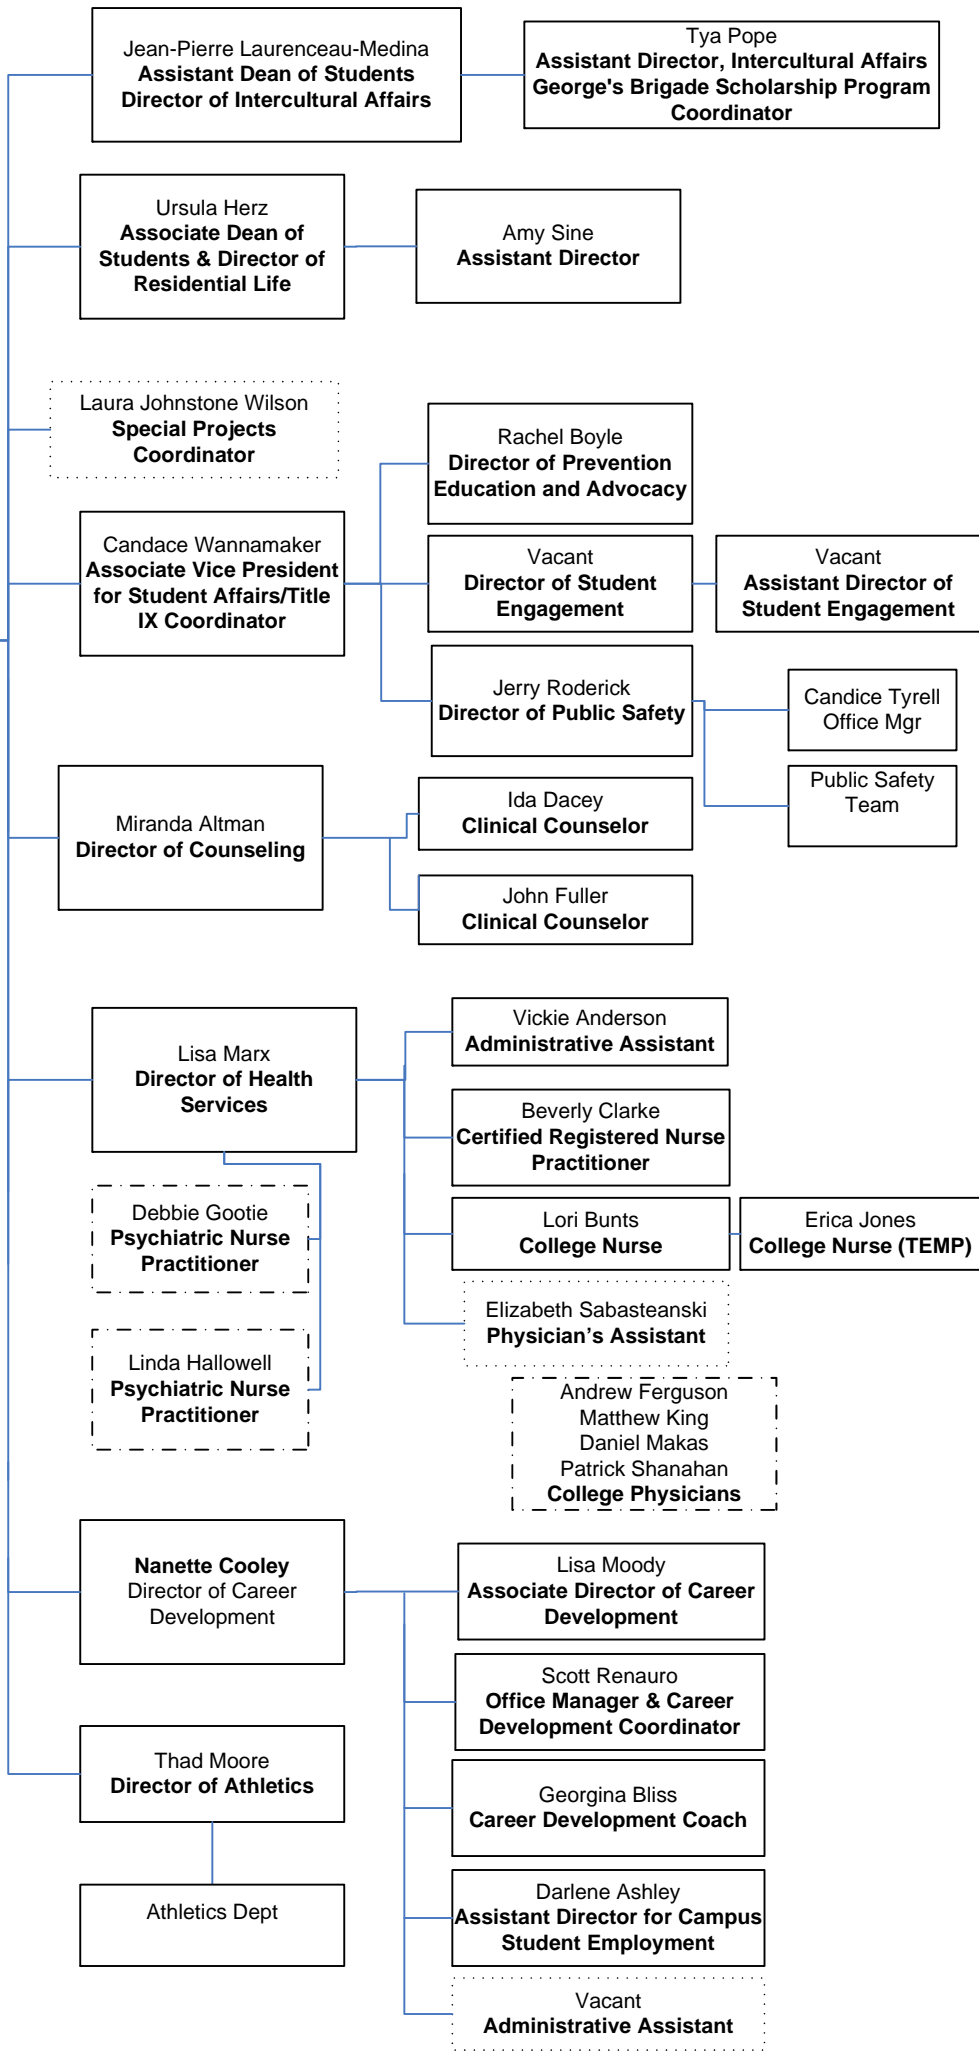 Jean-Pierre Laurenceau-Medina
Assistant Dean of Students
Director of Intercultural Affairs
Tya Pope
Assistant Director, Intercultural Affairs
George's Brigade Scholarship Program
Coordinator
Ursula Herz
Associate Dean of
Students & Director of
Residential Life
Amy Sine
Assistant Director
Laura Johnstone Wilson
Special Projects
Coordinator
Rachel Boyle
Director of Prevention
Education and Advocacy
Candace Wannamaker
Associate Vice President
for Student Affairs/Title
IX Coordinator
Vacant
Director of Student
Engagement
Vacant
Assistant Director of
Student Engagement
Jerry Roderick
Director of Public Safety
Candice Tyrell
Office Mgr
Public Safety
Team
Miranda Altman
Director of Counseling
Ida Dacey
Clinical Counselor
John Fuller
Clinical Counselor
Lisa Marx
Director of Health
Services
Vickie Anderson
Administrative Assistant
Beverly Clarke
Certified Registered Nurse
Practitioner
Debbie Gootie
Psychiatric Nurse
Practitioner
Lori Bunts
College Nurse
Erica Jones
College Nurse (TEMP)
Elizabeth Sabasteanski
Physician’s Assistant
Linda Hallowell
Psychiatric Nurse
Practitioner
Andrew Ferguson
Matthew King
Daniel Makas
Patrick Shanahan
College Physicians
Nanette Cooley
Director of Career
Development
Lisa Moody
Associate Director of Career
Development
Scott Renauro
Office Manager & Career
Development Coordinator
Thad Moore
Director of Athletics
Georgina Bliss
Career Development Coach
Athletics Dept
Darlene Ashley
Assistant Director for Campus
Student Employment
Vacant
Administrative Assistant